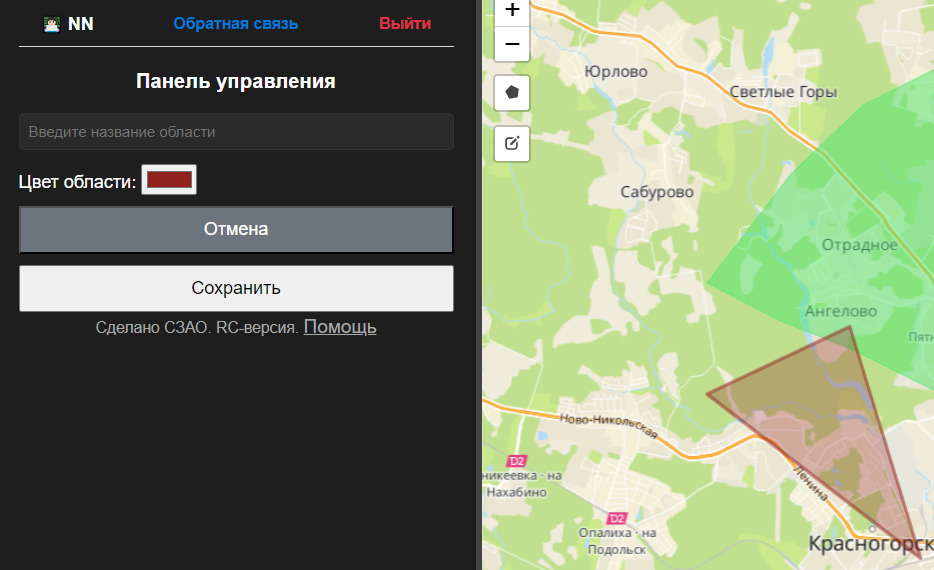 NN
Обратная связь
Выйти
Панель управления
Введите название области
Цвет области:
Отмена
Сохранить
Сделано СЗАО. RC-версия. Помощь
+
−
Юрлово
Светлые Горы
Сабурово
Отрадное
Ангелово
Пятн
Ново-Никольская
D2
никеевка · на
Нахабино
Ленина
D2
Опалиха · на
Подольск
Красногорск